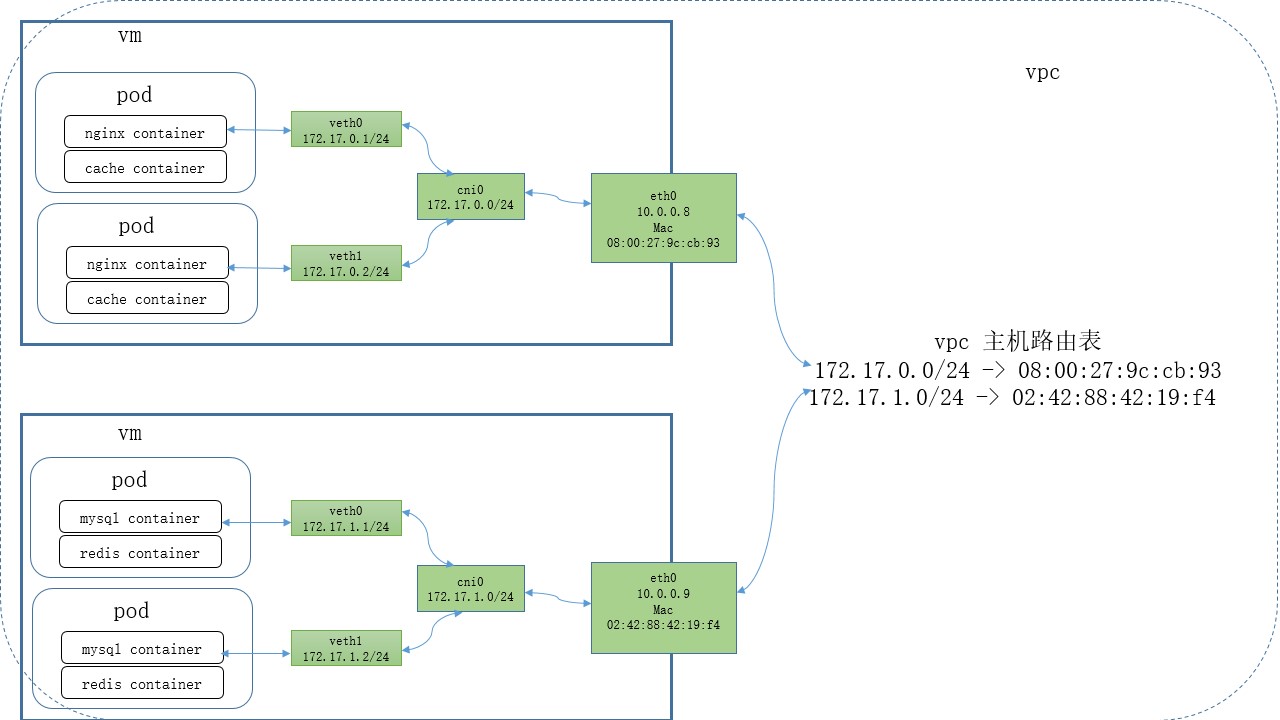 vm
pod
nginx container
cache container
veth0
172.17.0.1/24
cni0
172.17.0.0/24
eth0
10.0.0.8
Mac
08:00:27:9c:cb:93
pod
nginx container
cache container
veth1
172.17.0.2/24
vpc
vpc 主机路由表
172.17.0.0/24 -> 08:00:27:9c:cb:93
172.17.1.0/24 -> 02:42:88:42:19:f4
vm
pod
mysql container
redis container
veth0
172.17.1.1/24
cni0
172.17.1.0/24
eth0
10.0.0.9
Mac
02:42:88:42:19:f4
pod
mysql container
redis container
veth1
172.17.1.2/24